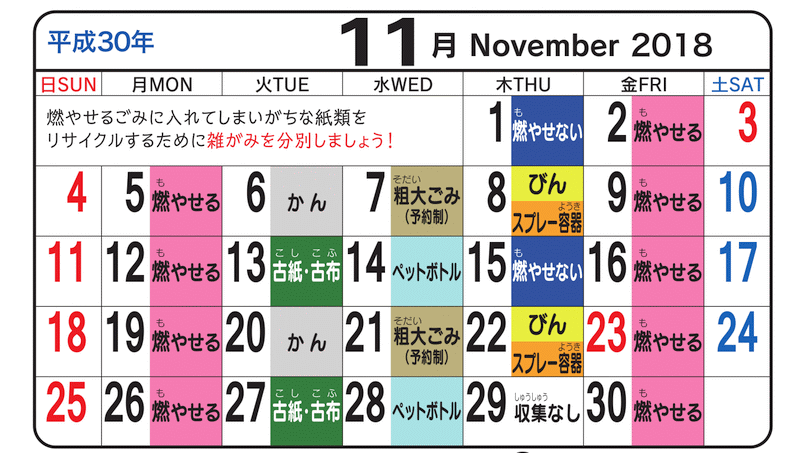 平成30年 11月 November 2018
日SUN 月MON 火TUE 水WED 木THU 金FRI 土SAT
燃やせるごみに入れてしまいがちな紙類を
リサイクルするために雑がみを分別しましょう!
1 燃やせない 2 燃やせる 3
も も
4 5 燃やせる 6 かん 7 粗大ごみ (予約制) 8 びん スプレー容器 9 燃やせる 10
も そだい ようき も
11 12 燃やせる 13 古紙・古布 14 ペットボトル 15 燃やせない 16 燃やせる 17
も こし こふ も も
18 19 燃やせる 20 かん 21 粗大ごみ (予約制) 22 びん スプレー容器 23 燃やせる 24
も そだい ようき も
25 26 燃やせる 27 古紙・古布 28 ペットボトル 29 収集なし 30 燃やせる
も こし こふ しゅうしゅう も